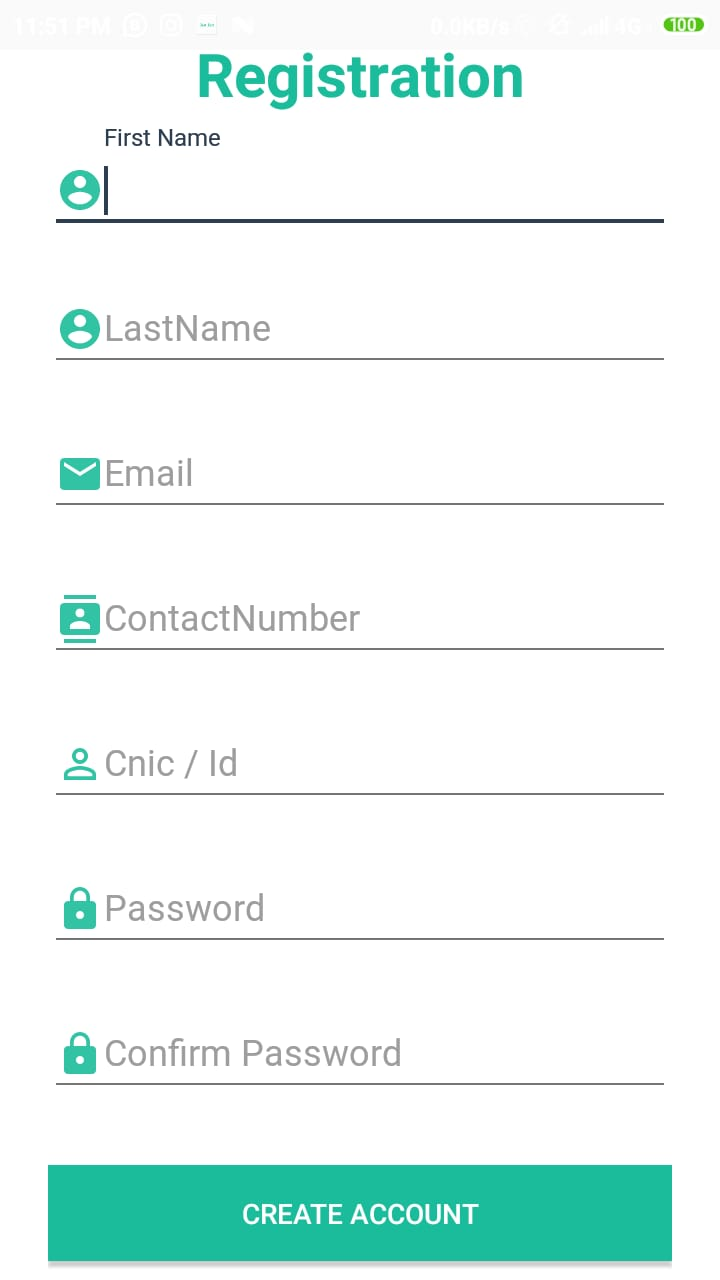 11:51 PM
0.0KB/s 4G 100
Registration
First Name
LastName
Email
ContactNumber
Cnic / Id
Password
Confirm Password
CREATE ACCOUNT